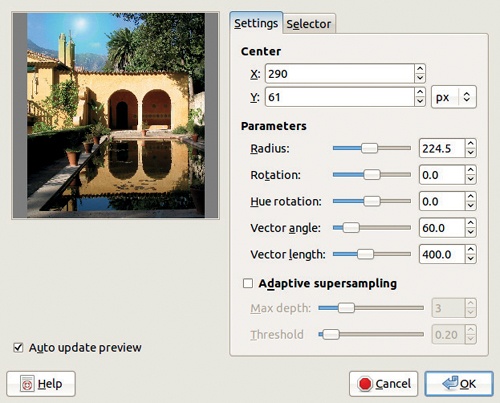 Settings Selector
Center
X: 290
Y: 61 px
Parameters
Radius: 224.5
Rotation: 0.0
Hue rotation: 0.0
Vector angle: 60.0
Vector length: 400.0
Adaptive supersampling
Max depth: 3
Threshold 0.20
Auto update preview
Help Cancel OK